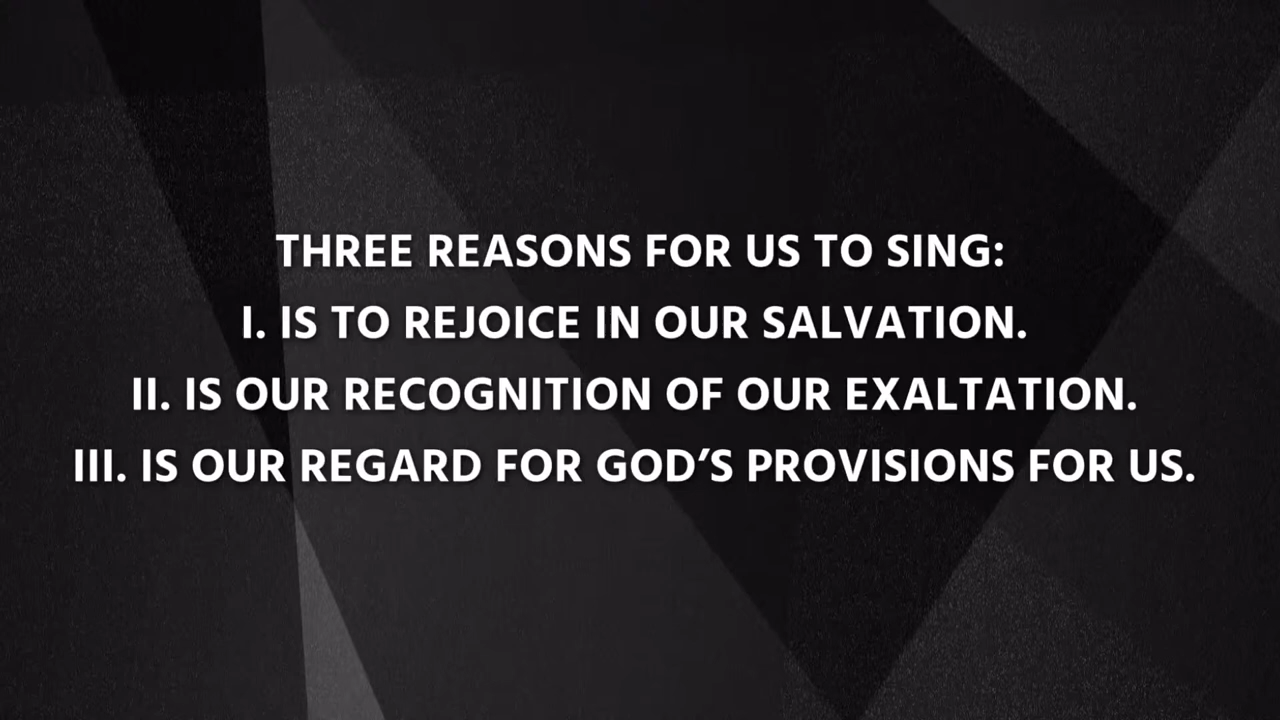 THREE REASONS FOR US TO SING:
I. IS TO REJOICE IN OUR SALVATION.
II. IS OUR RECOGNITION OF OUR EXALTATION.
III. IS OUR REGARD FOR GOD’S PROVISIONS FOR US.